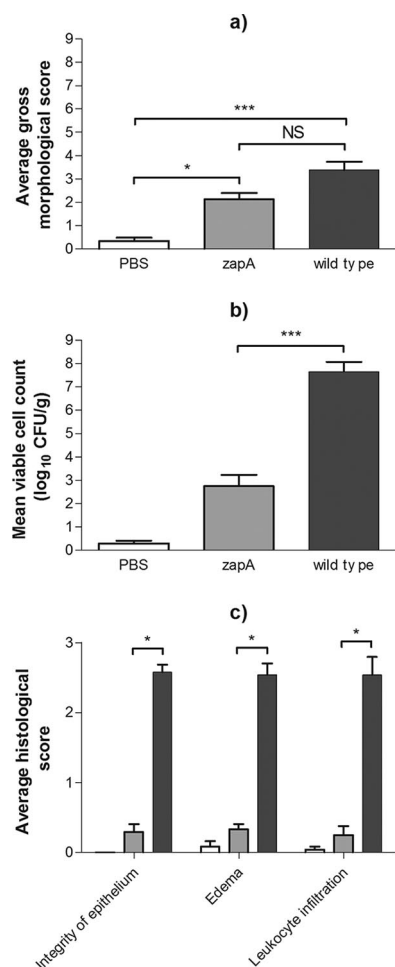 a)
Average gross
morphological score
9
8
7
6
5
4
3
2
1
0
***
NS
*
PBS
zapA
wild type
b)
Mean viable cell count
(log10 CFU/g)
9
8
7
6
5
4
3
2
1
0
***
PBS
zapA
wild type
c)
Average histological
score
3
2
1
0
*
*
*
Integrity of epithelium
Edema
Leukocyte infiltration